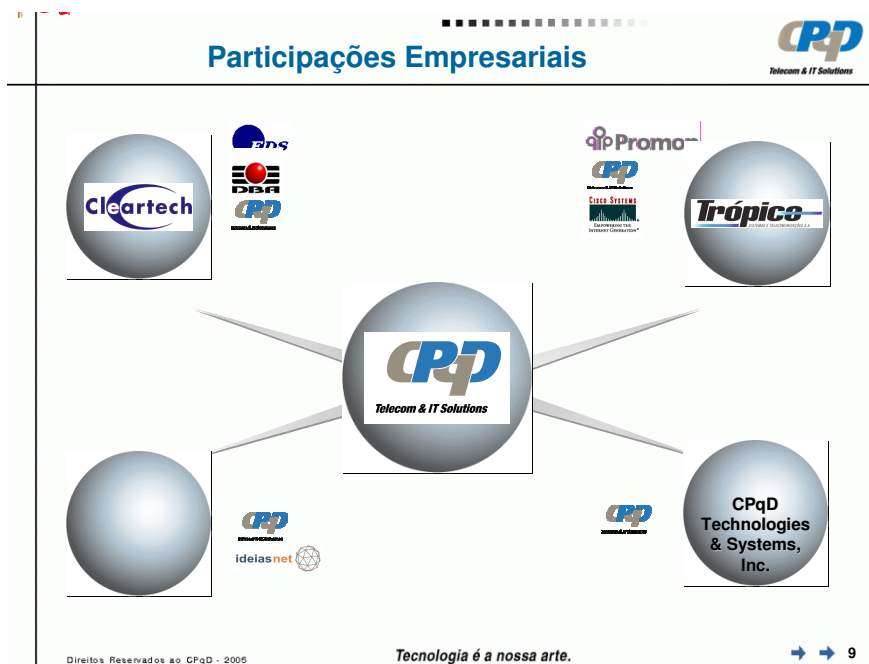 Participações Empresariais
CPqD
Telecom & IT Solutions
EDS
DBA
CPqD
Cleartech
Promon
CPqD
CISCO SYSTEMS
EMPOWERING THE
INTERNET GENERATION
Trópico
SISTEMAS E TELECOMUNICAÇÕES S.A.
CPqD
Telecom & IT Solutions
CPqD
ideiasnet
CPqD
CPqD
Technologies
& Systems,
Inc.
Direitos Reservados ao CPqD - 2005
Tecnologia é a nossa arte.
9